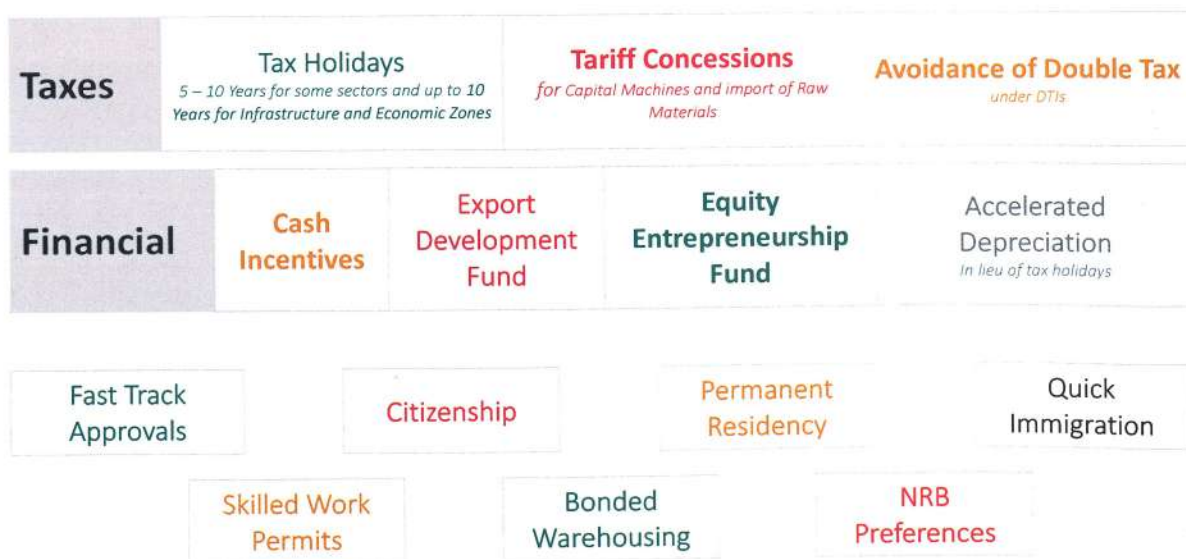 Taxes
Tax Holidays
5 – 10 Years for some sectors and up to 10
Years for Infrastructure and Economic Zones
Tariff Concessions
for Capital Machines and import of Raw
Materials
Avoidance of Double Tax
under DTIs
Financial
Cash
Incentives
Export
Development
Fund
Equity
Entrepreneurship
Fund
Accelerated
Depreciation
In lieu of tax holidays
Fast Track
Approvals
Citizenship
Permanent
Residency
Quick
Immigration
Skilled Work
Permits
Bonded
Warehousing
NRB
Preferences